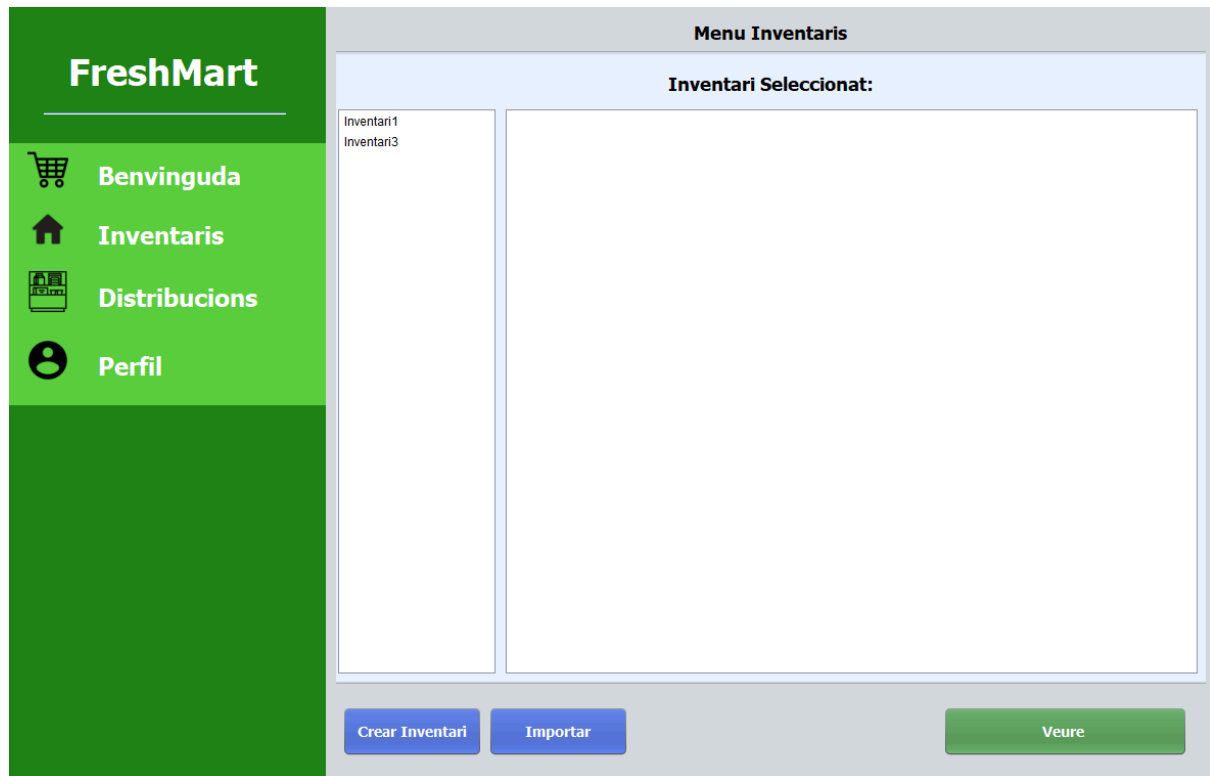 FreshMart
Benvinguda
Inventaris
Distribucions
Perfil
Menu Inventaris
Inventari Seleccionat:
Inventari1
Inventari3
Crear Inventari
Importar
Veure